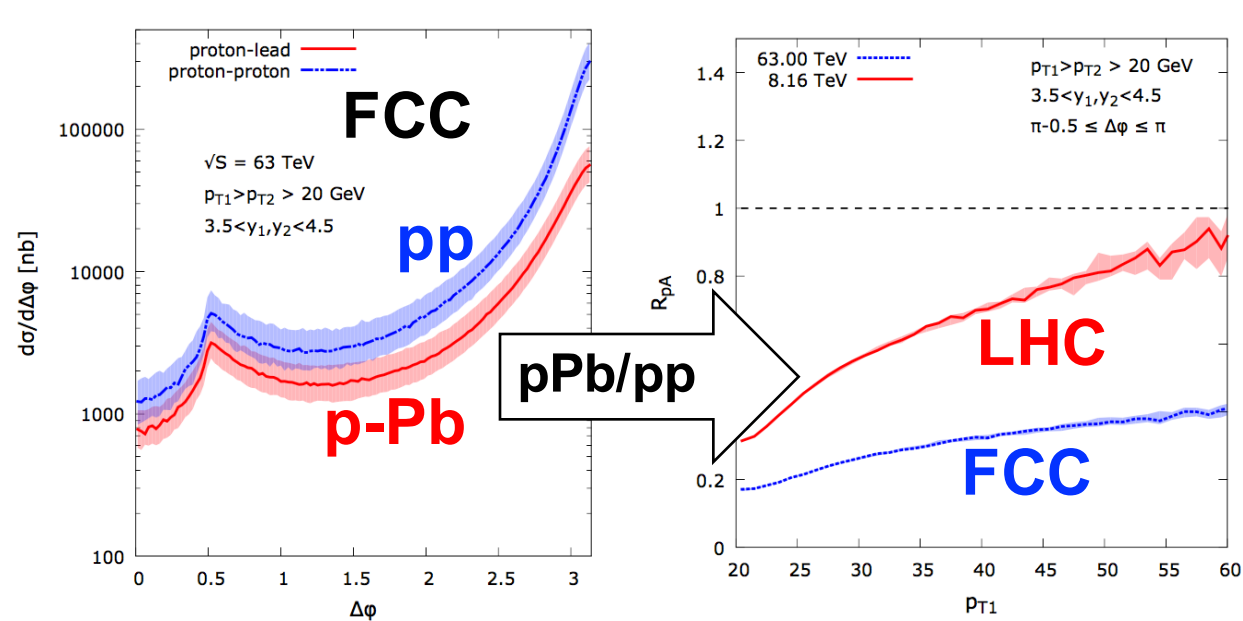 proton-lead
proton-proton
FCC
√S = 63 TeV
pT1>pT2 > 20 GeV
3.5<y1,y2<4.5
pp
p-Pb
dσ/dΔφ [nb]
100000
10000
1000
100
0 0.5 1 1.5 2 2.5 3
Δφ
pPb/pp
63.00 TeV
8.16 TeV
pT1>pT2 > 20 GeV
3.5<y1,y2<4.5
π-0.5 ≤ Δφ ≤ π
LHC
FCC
RpA
1.4
1.2
1
0.8
0.2
0
20 25 30 35 40 45 50 55 60
pT1